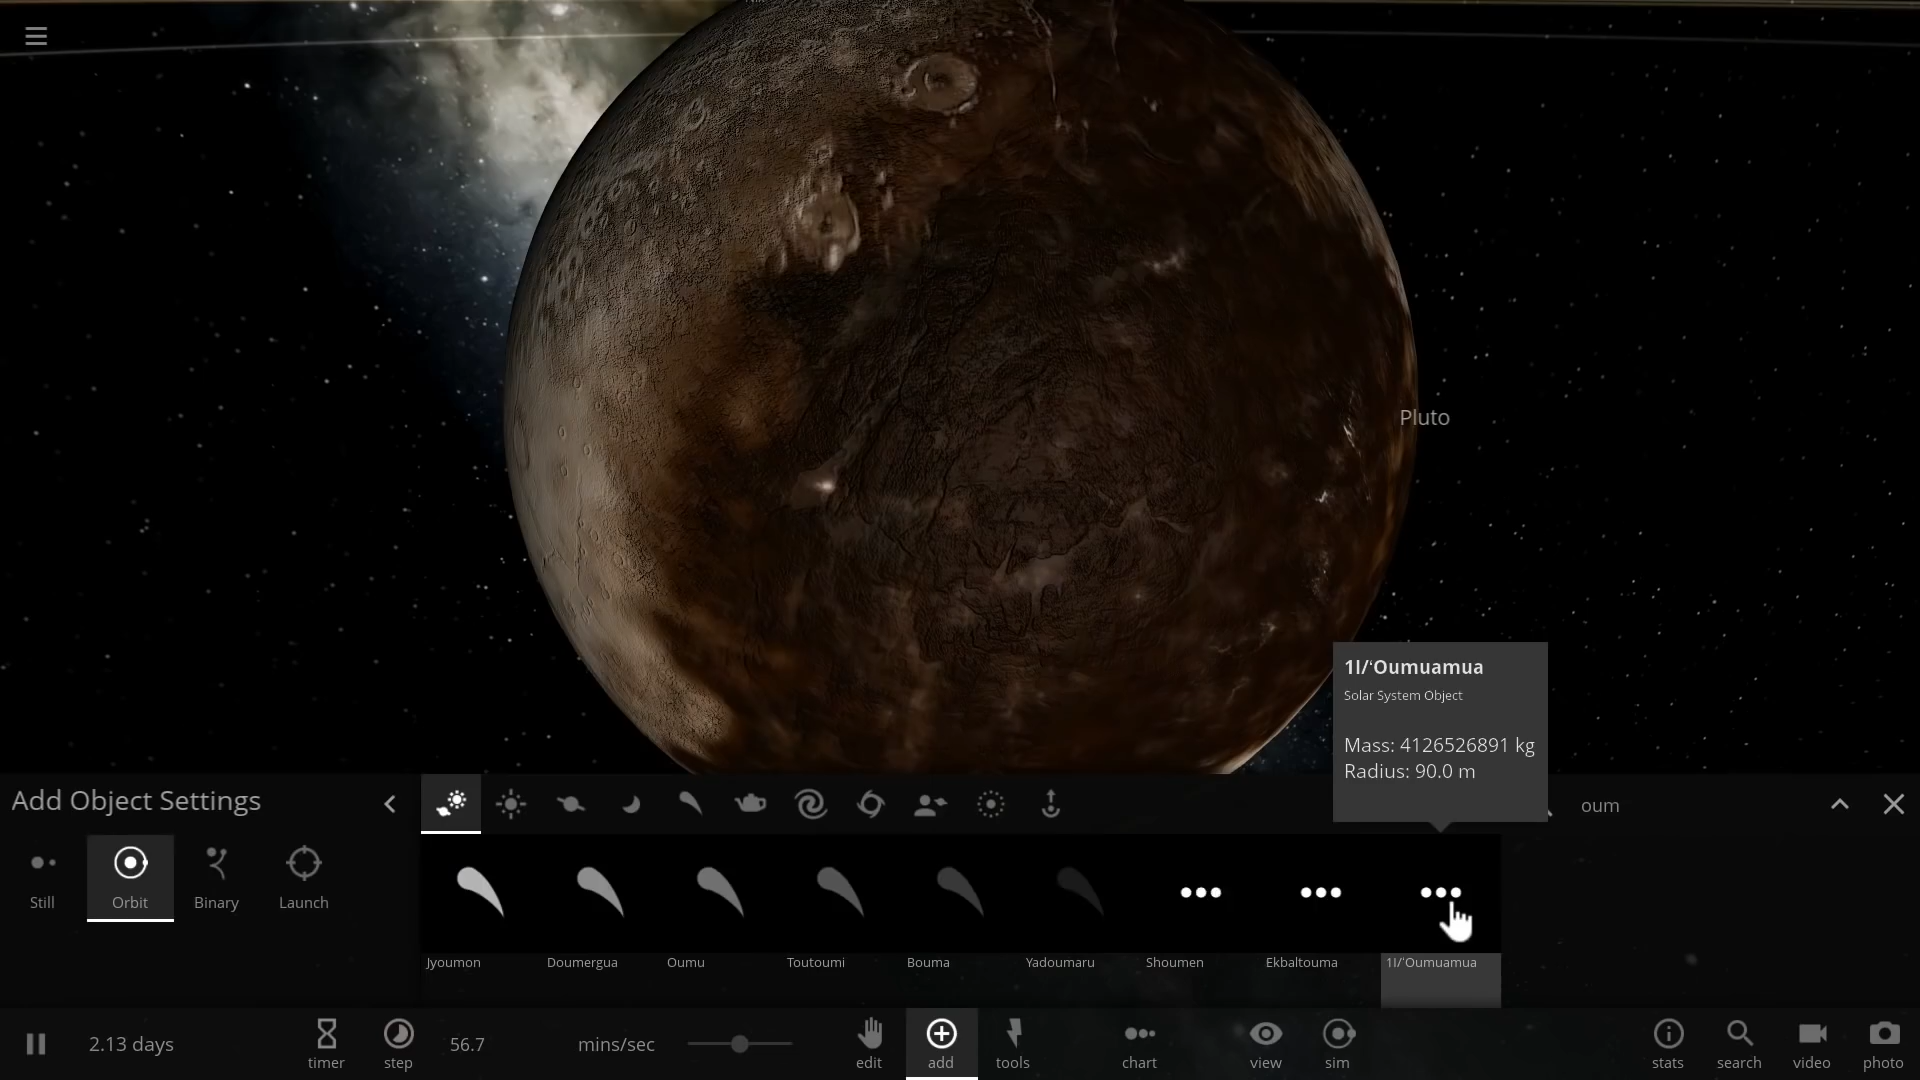 Pluto
1I/ʻOumuamua
Solar System Object
Mass: 4126526891 kg
Radius: 90.0 m
Add Object Settings
oum
Still
Orbit
Binary
Launch
Jyoumon
Doumergua
Oumu
Toutoumi
Bouma
Yadoumaru
Shoumen
Ekbaltouma
1I/ʻOumuamua
2.13 days
timer
step
56.7
mins/sec
edit
add
tools
chart
view
sim
stats
search
video
photo